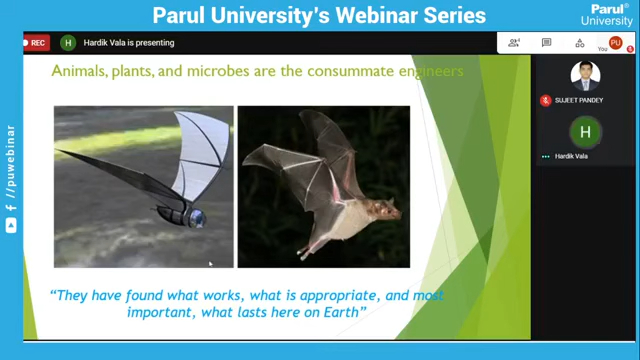 Parul University's Webinar Series
Parul® University
REC
H
Hardik Vala is presenting
You
PU
Animals, plants, and microbes are the consummate engineers
SUJEET PANDEY
H
Hardik Vala
//puwebinar
"They have found what works, what is appropriate, and most
important, what lasts here on Earth"